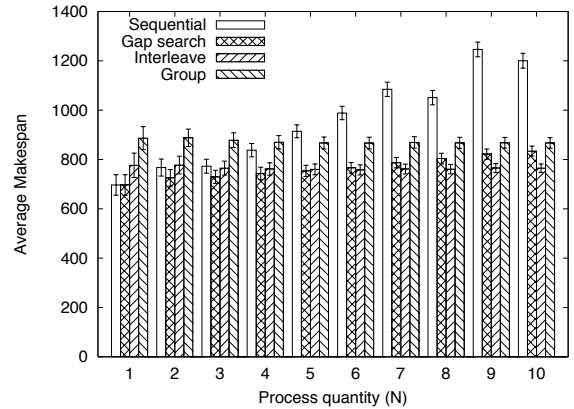 1400
1200
1000
800
600
400
200
0
Average Makespan
Sequential
Gap search
Interleave
Group
1 2 3 4 5 6 7 8 9 10
Process quantity (N)